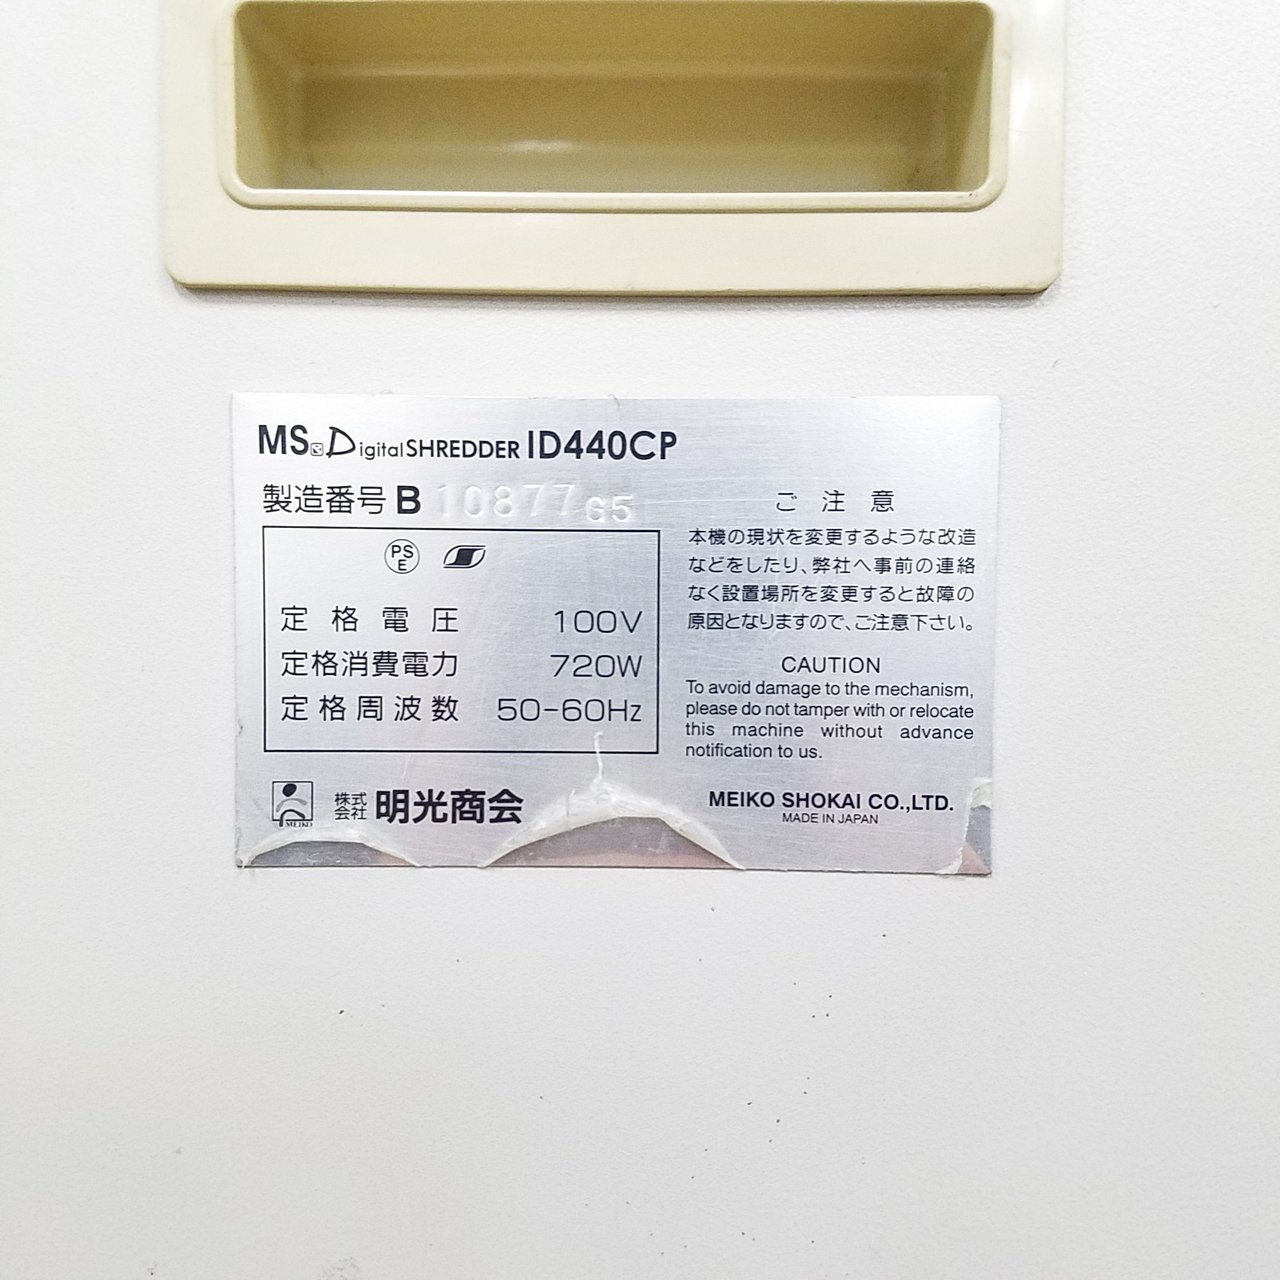 MS Digital SHREDDER ID440CP
製造番号 B 10877G5
PS
E
定格電圧 100V
定格消費電力 720W
定格周波数 50-60Hz
MEIKO
株式
会社 明光商会
ご注意
本機の現状を変更するような改造
などをしたり、弊社へ事前の連絡
なく設置場所を変更すると故障の
原因となりますので、ご注意下さい。
CAUTION
To avoid damage to the mechanism,
please do not tamper with or relocate
this machine without advance
notification to us.
MEIKO SHOKAI CO.,LTD.
MADE IN JAPAN